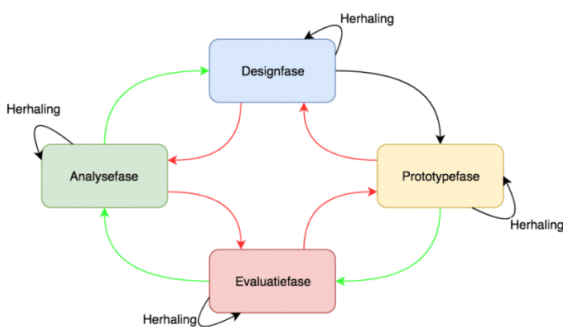 Herhaling
Designfase
Herhaling
Analysefase
Prototypefase
Herhaling
Evaluatiefase
Herhaling